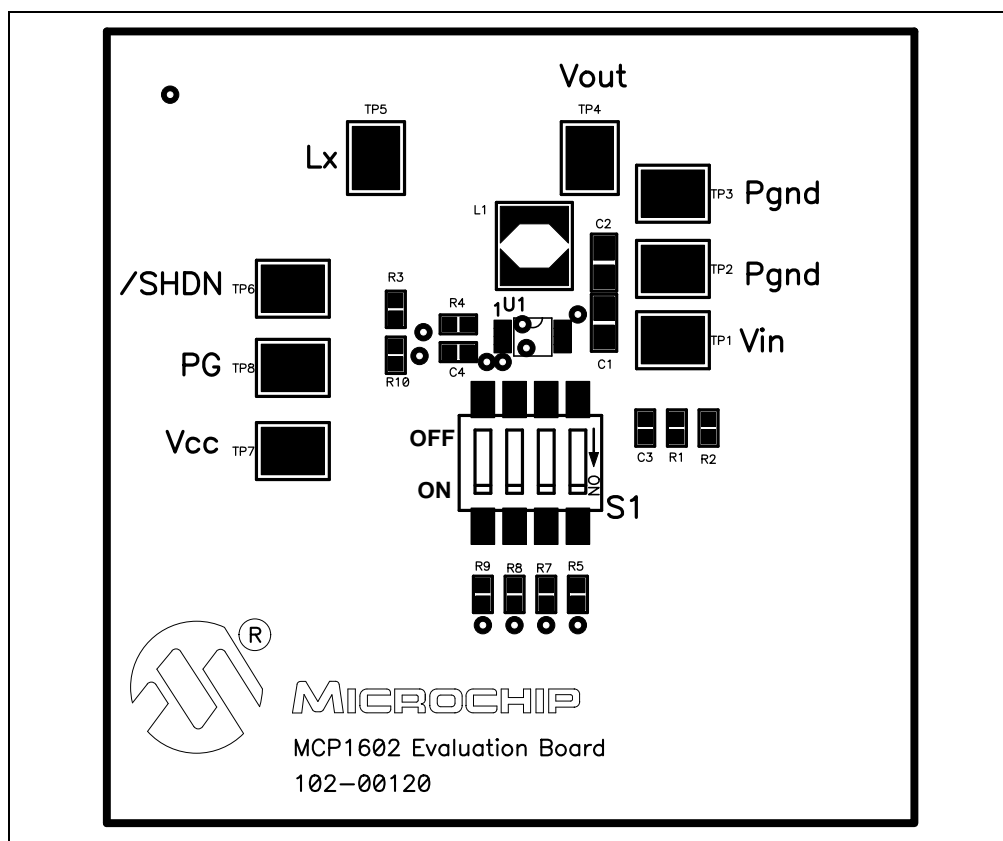 Vout
TP5
TP4
Lx
TP3 Pgnd
L1
C2
/SHDN TP6
R3
TP2 Pgnd
R4
1 U1
TP1 Vin
PG TP8
R10
C4
C1
Vcc TP7
OFF
ON
ON
S1
C3 R1 R2
R9 R8 R7 R5
R
MICROCHIP
MCP1602 Evaluation Board
102-00120